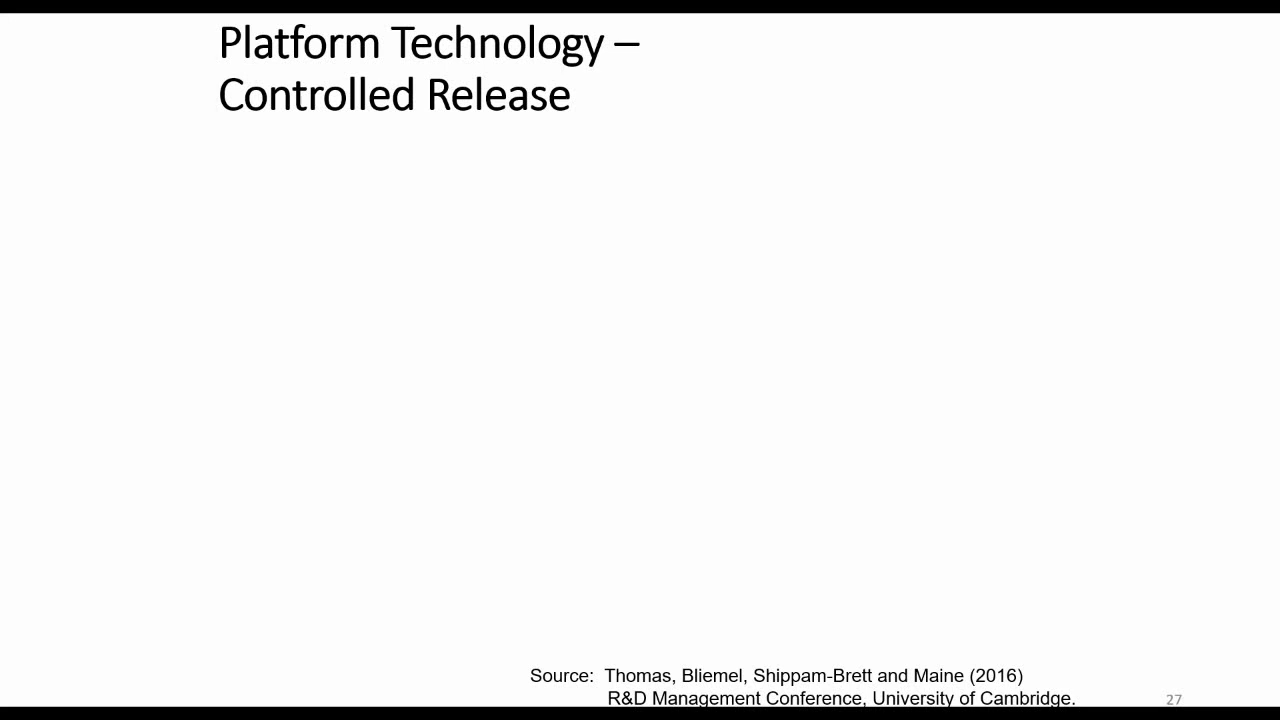 Platform Technology –
Controlled Release
Source: Thomas, Bliemel, Shippam-Brett and Maine (2016)
R&D Management Conference, University of Cambridge.
27